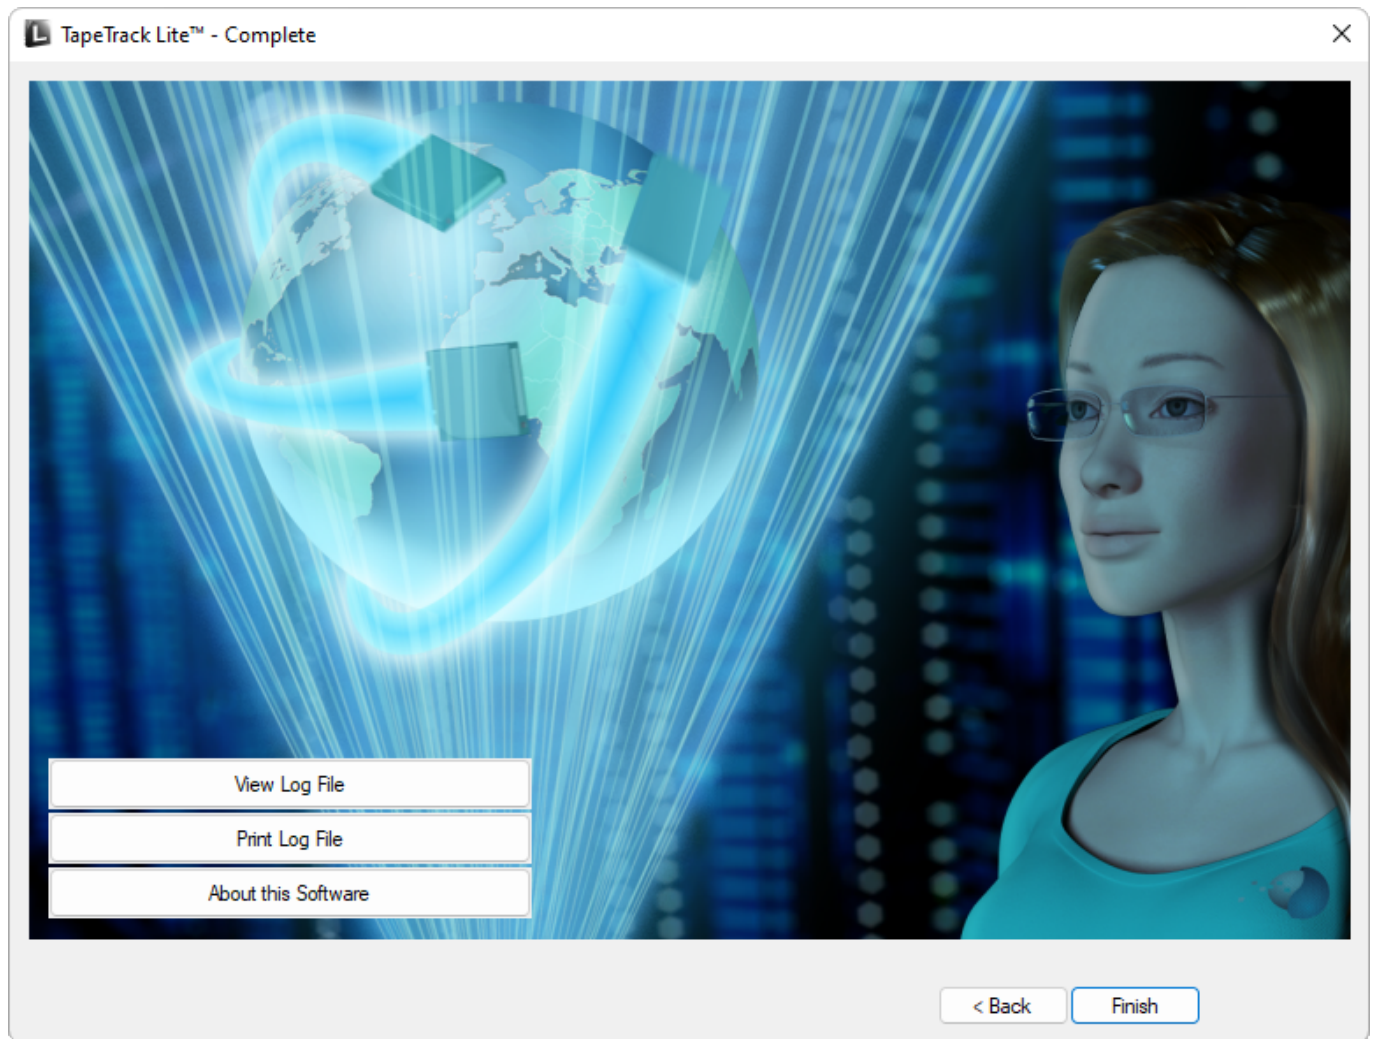 TapeTrack Lite™ - Complete
View Log File
Print Log File
About this Software
< Back
Finish